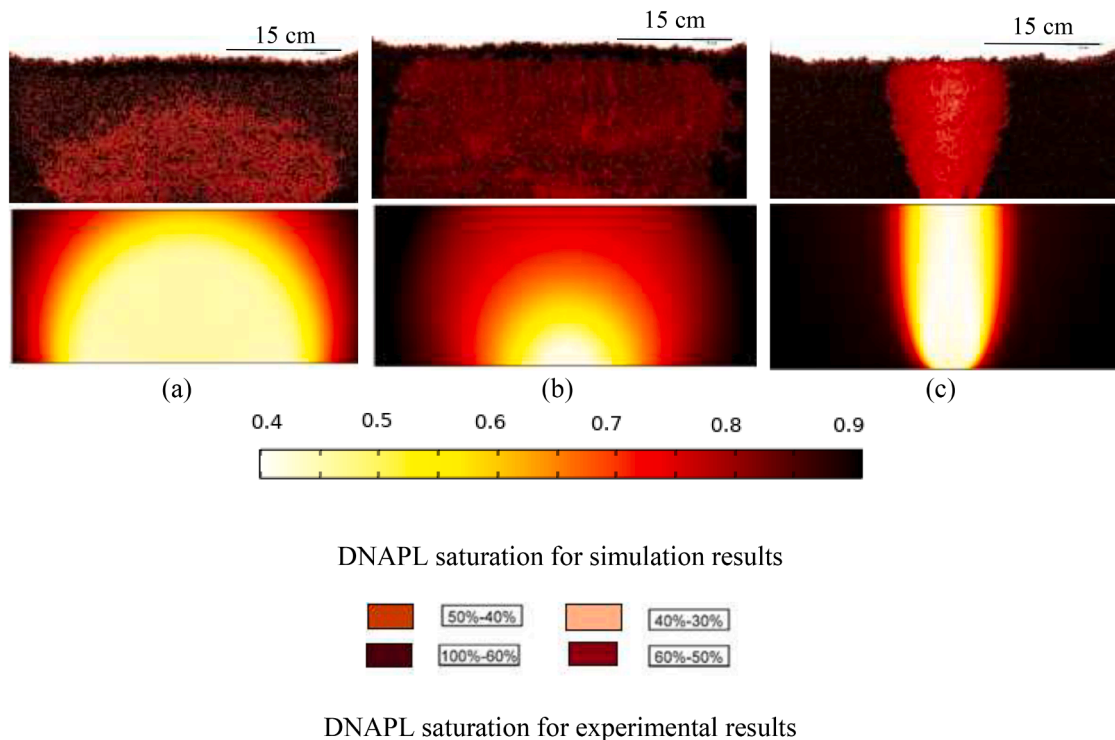 15 cm
15 cm
15 cm
(a)
(b)
(c)
0.4 0.5 0.6 0.7 0.8 0.9
DNAPL saturation for simulation results
50%-40% 40%-30%
100%-60% 60%-50%
DNAPL saturation for experimental results